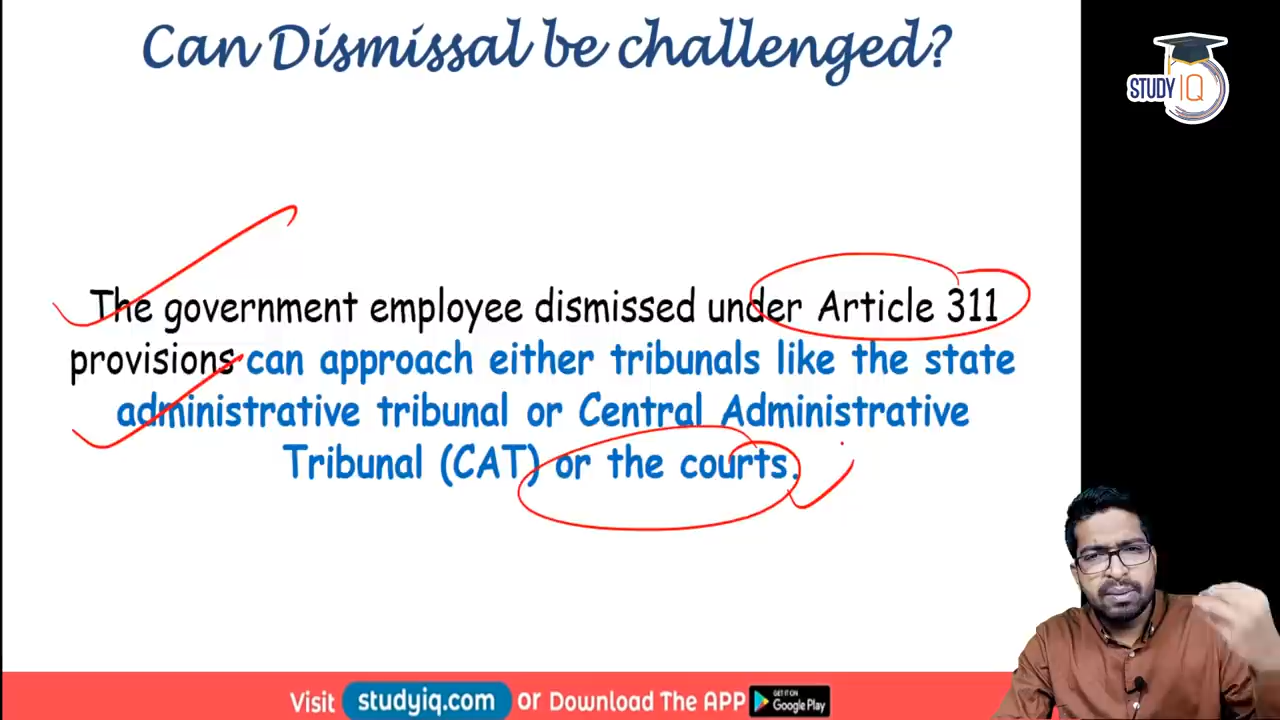 Can Dismissal be challenged?
STUDY IQ
The government employee dismissed under Article 311
provisions can approach either tribunals like the state
administrative tribunal or Central Administrative
Tribunal (CAT) or the courts.
Visit studyiq.com or Download The APP GET IT ON Google Play